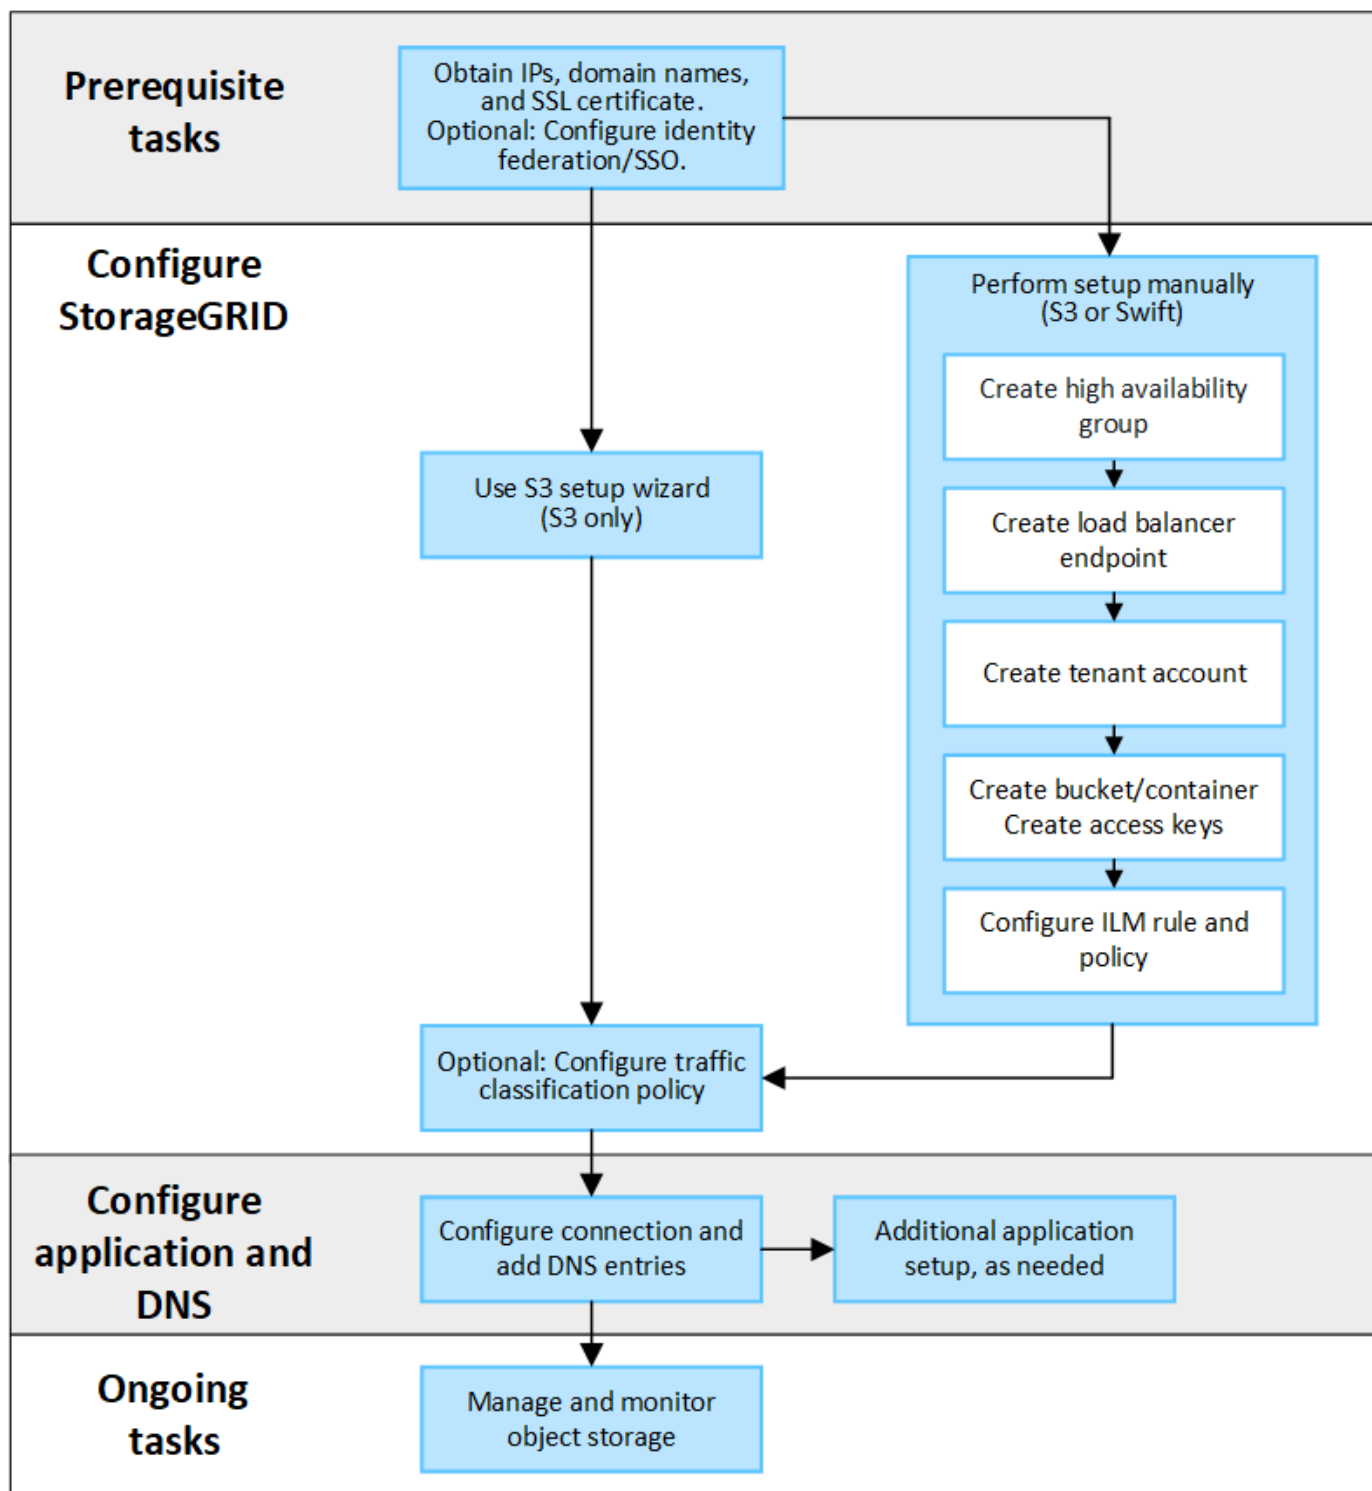 Prerequisite
tasks
Obtain IPs, domain names,
and SSL certificate.
Optional: Configure identity
federation/SSO.
Configure
StorageGRID
Perform setup manually
(S3 or Swift)
Create high availability
group
Create load balancer
endpoint
Create tenant account
Create bucket/container
Create access keys
Configure ILM rule and
policy
Use S3 setup wizard
(S3 only)
Optional: Configure traffic
classification policy
Configure
application and
DNS
Configure connection and
add DNS entries
Additional application
setup, as needed
Ongoing
tasks
Manage and monitor
object storage